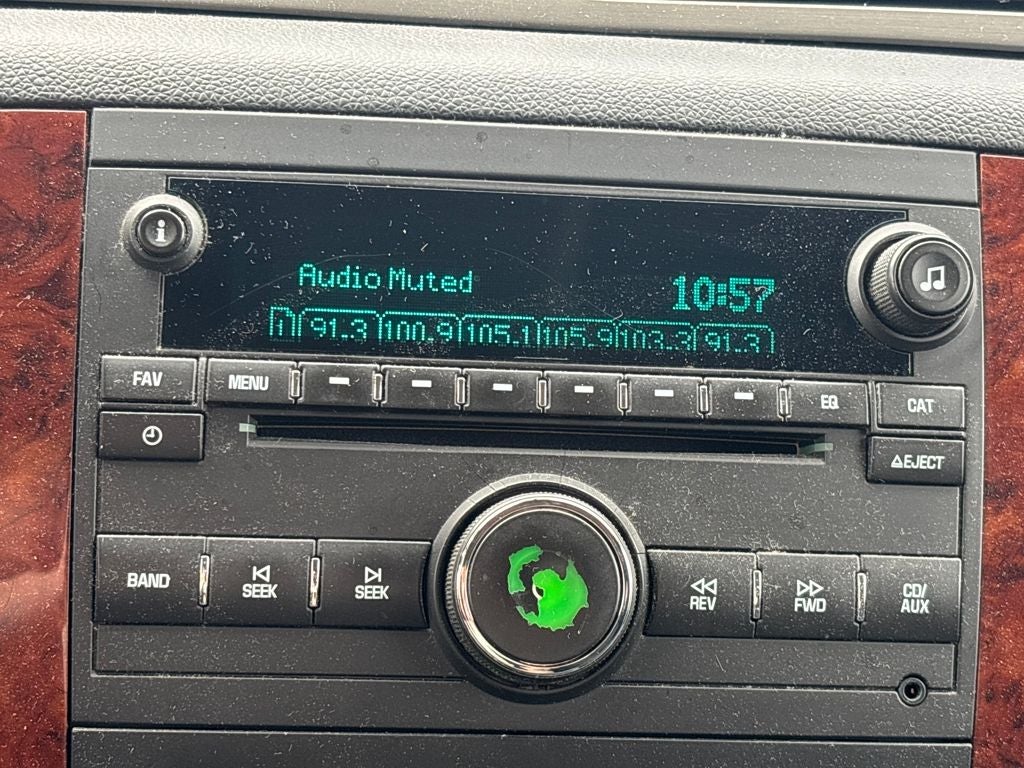 i
Audio Muted 10:57
1 91.3 100.9 105.1 105.9 103.3 91.3
FAV MENU EQ CAT
EJECT
BAND SEEK SEEK REV FWD CD/
AUX